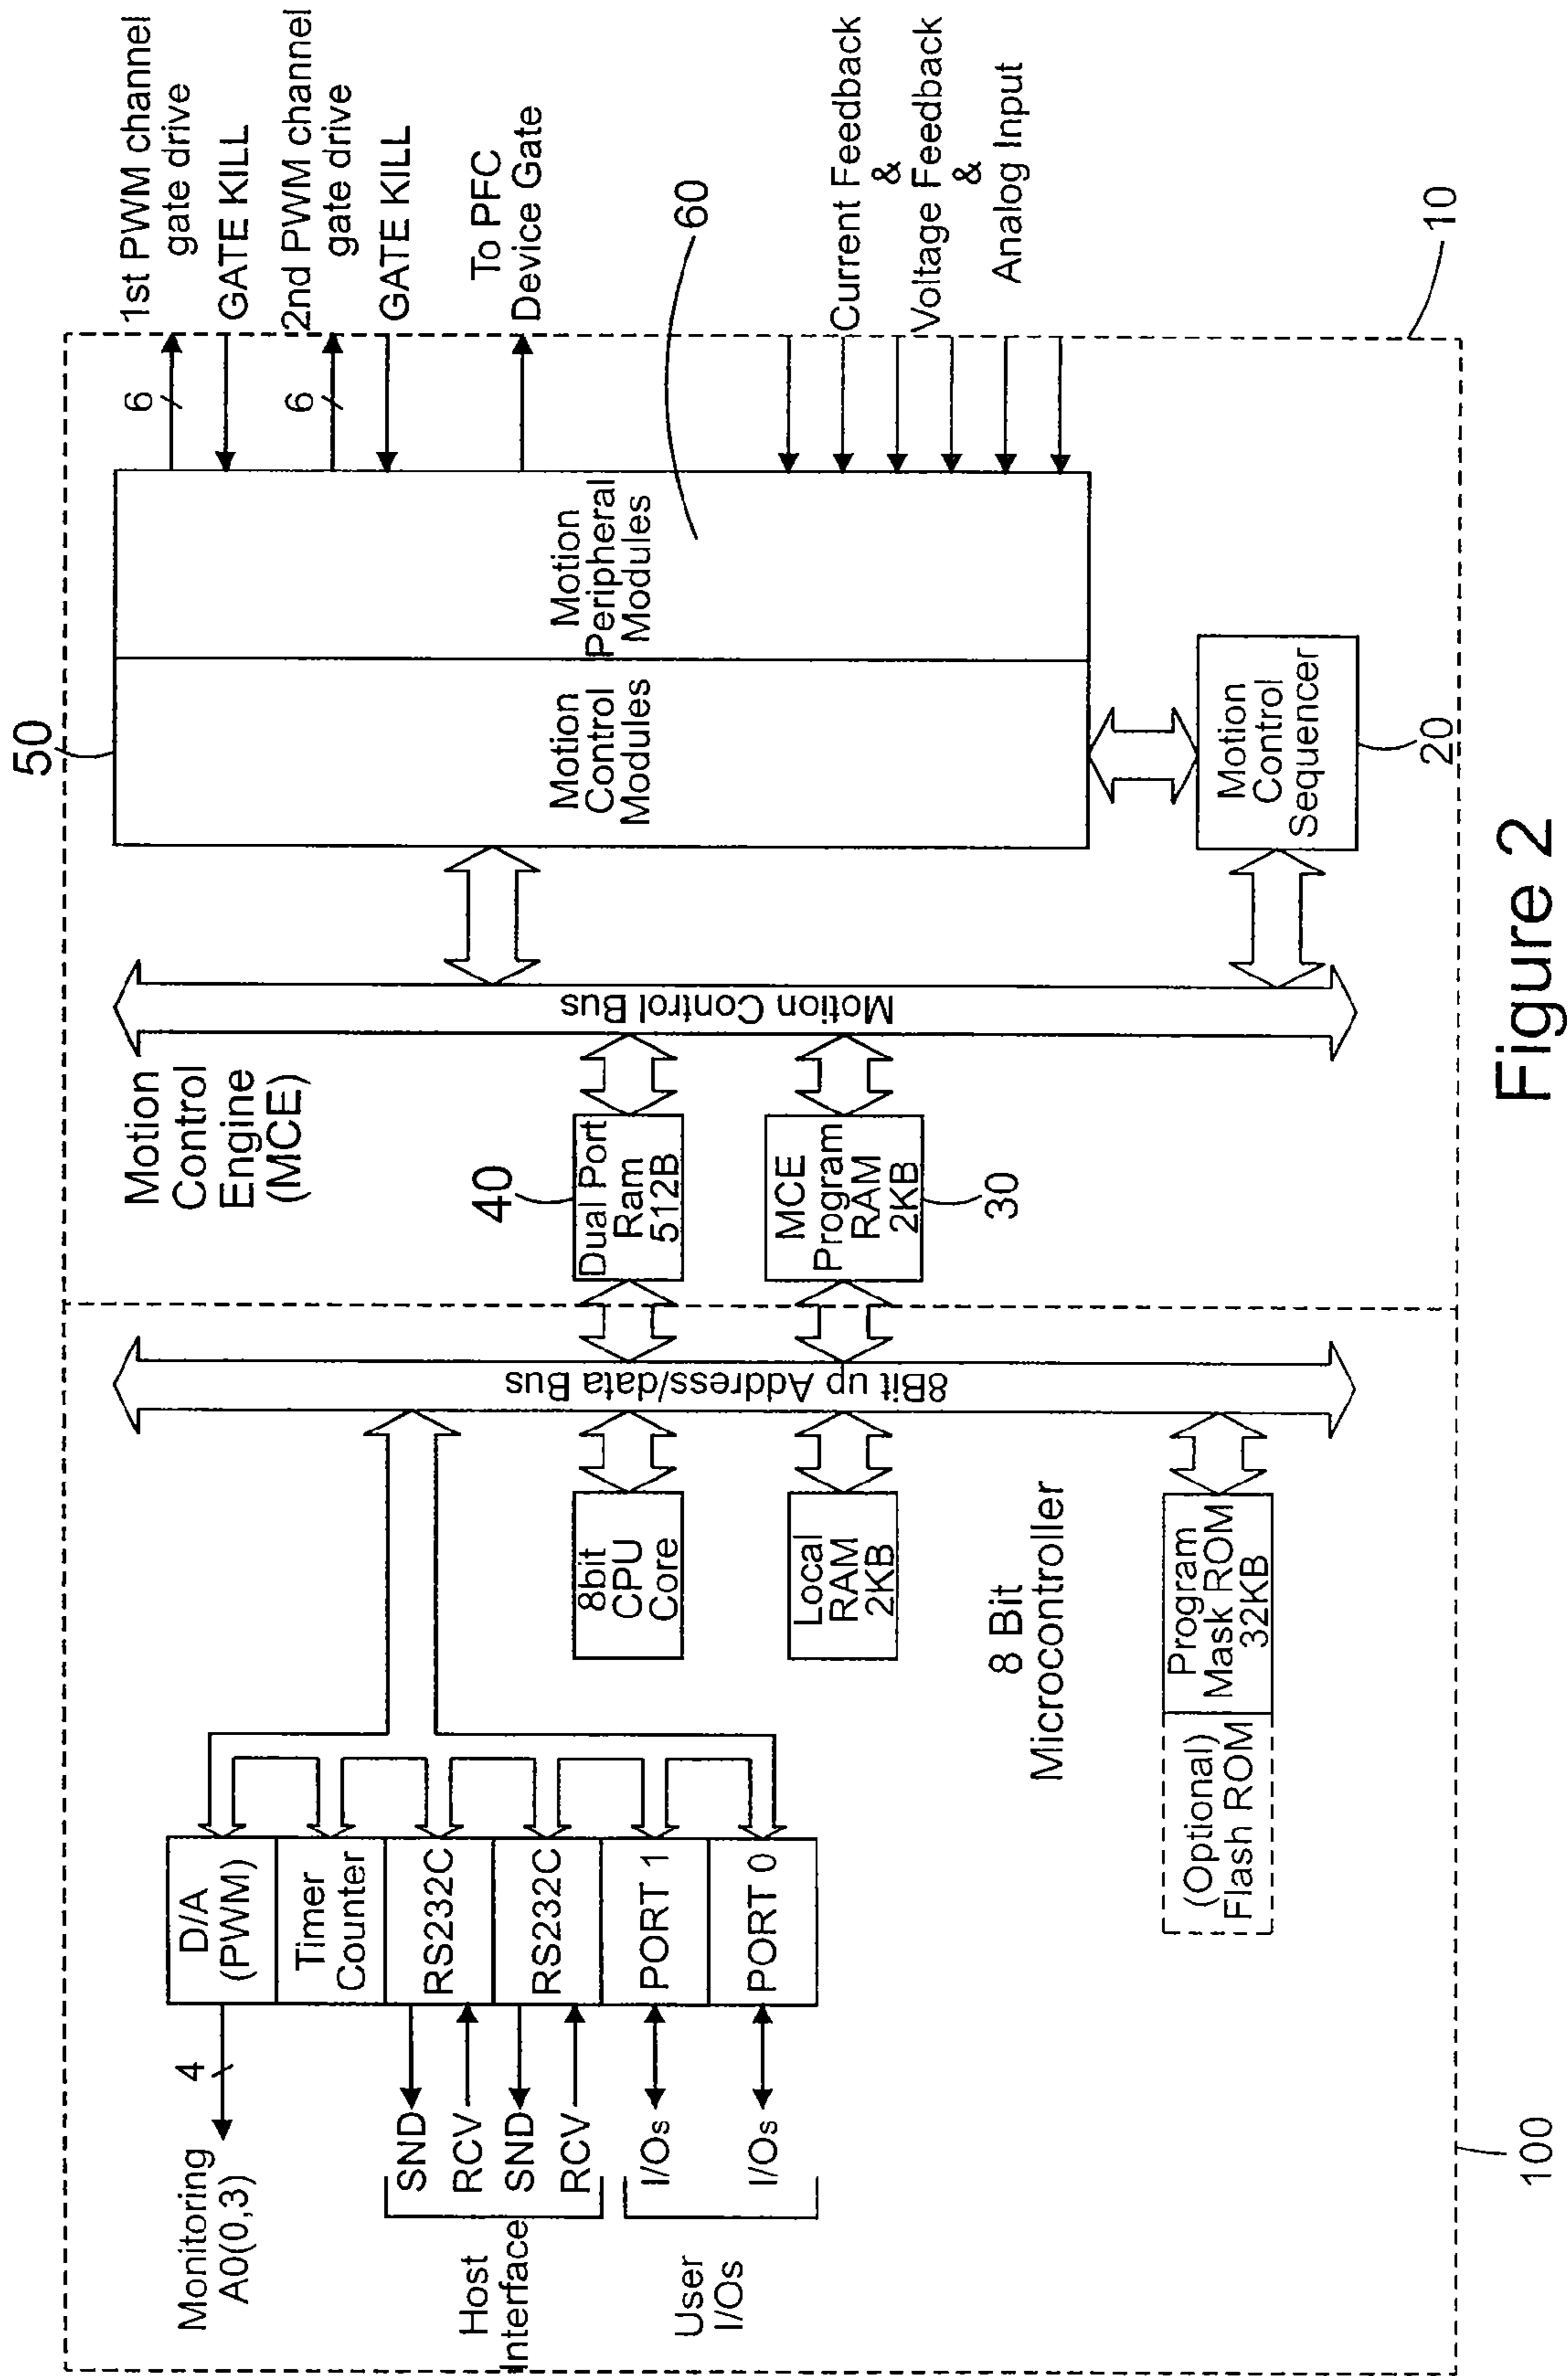 Monitoring
A0(0,3)
4
D/A
(PWM)
Timer
Counter
RS232C
RS232C
PORT 1
PORT 0
SND
RCV
SND
RCV
Host
Interface
I/Os
I/Os
User
I/Os
8bit
CPU
Core
Local
RAM
2KB
8 Bit
Microcontroller
(Optional)
Flash ROM
Program
Mask ROM
32KB
100
8Bit up Address/data Bus
Motion
Control
Engine
(MCE)
40
Dual Port
Ram
512B
MCE
Program
RAM
2KB
30
Motion Control Bus
50
Motion
Control
Modules
Motion
Peripheral
Modules
60
Motion
Control
Sequencer
20
6
1st PWM channel
gate drive
GATE KILL
6
2nd PWM channel
gate drive
GATE KILL
To PFC
Device Gate
Current Feedback
&
Voltage Feedback
&
Analog Input
10
Figure 2